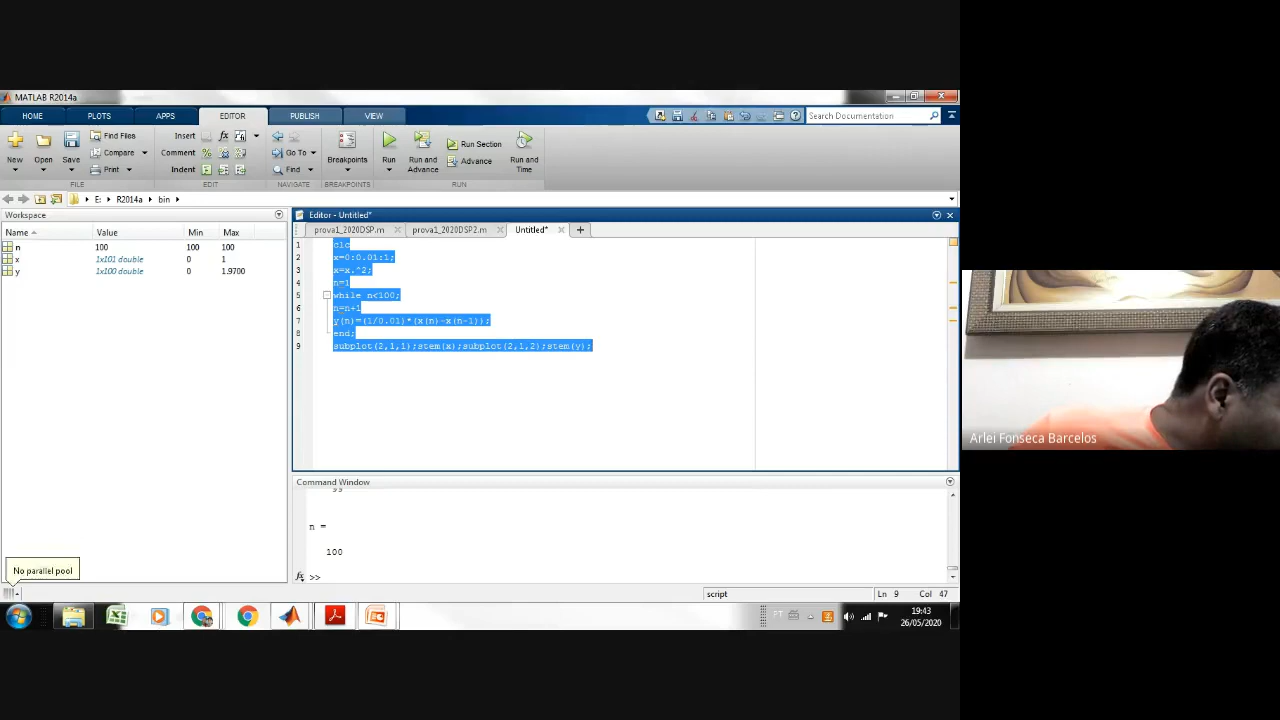 MATLAB R2014a
HOME PLOTS APPS EDITOR PUBLISH VIEW Search Documentation
New Open Save Find Files Compare Print Insert Comment Indent Go To Find Breakpoints Run Run and Advance Run Section Advance Run and Time
FILE EDIT NAVIGATE BREAKPOINTS RUN
E: R2014a bin
Workspace
Name Value Min Max
n 100 100 100
x 1x101 double 0 1
y 1x100 double 0 1.9700
Editor - Untitled*
prova1_2020DSP.m prova1_2020DSP2.m Untitled*
1 clc
2 x=0:0.01:1;
3 x=x.^2;
4 n=1
5 while n<100;
6 n=n+1
7 y(n)=(1/0.01)*(x(n)-x(n-1));
8 end;
9 subplot(2,1,1);stem(x);subplot(2,1,2);stem(y);
Command Window
99
n =
100
fx >>
No parallel pool
script Ln 9 Col 47
PT 19:43
26/05/2020
Arlei Fonseca Barcelos